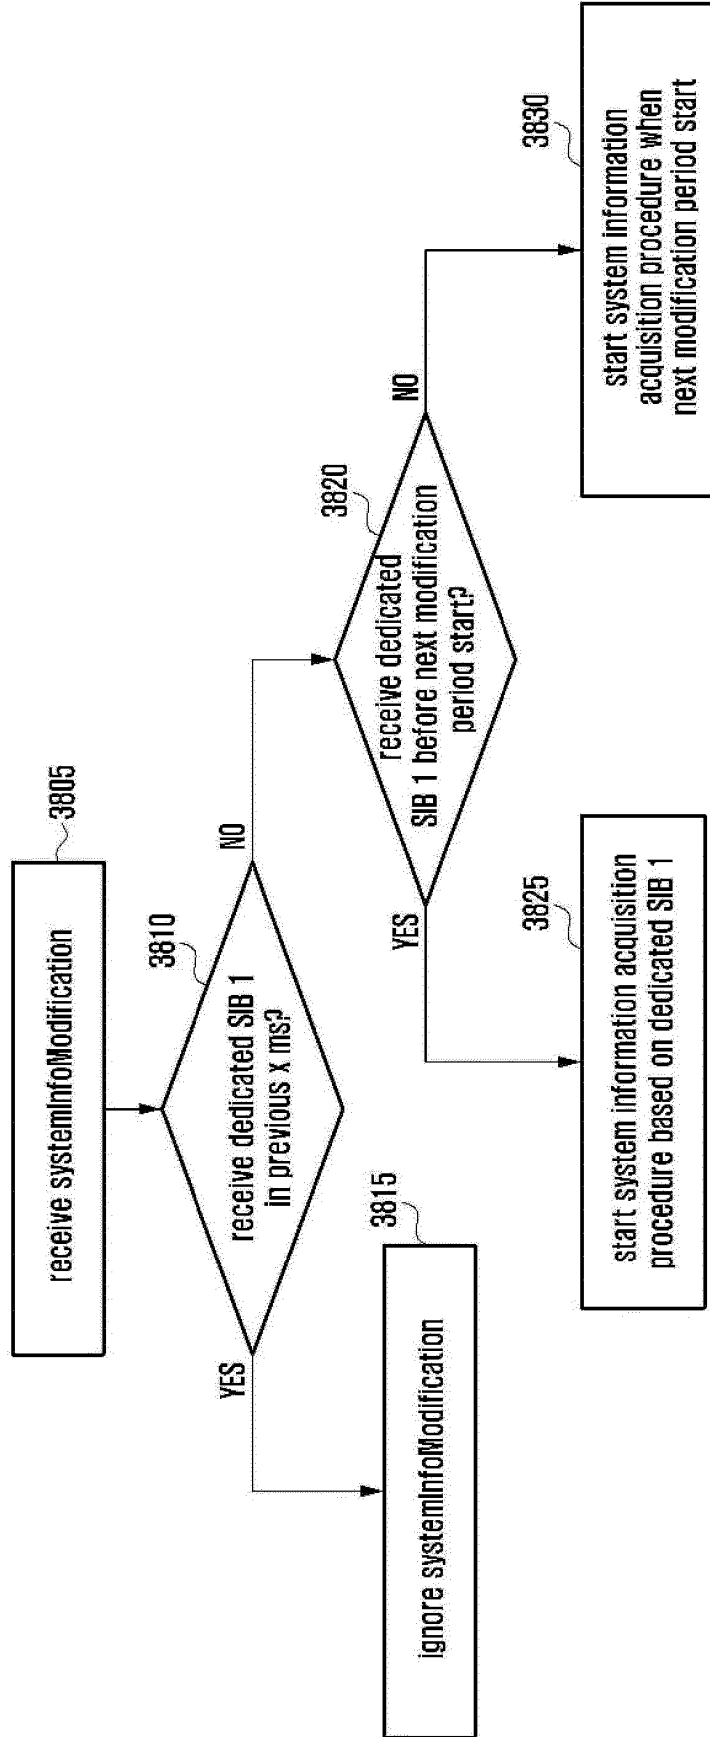 receive systemInfoModification
3805
receive dedicated SIB 1
in previous x ms?
3810
YES
NO
ignore systemInfoModification
3815
receive dedicated
SIB 1 before next modification
period start?
3820
YES
NO
start system information acquisition
procedure based on dedicated SIB 1
3825
start system information
acquisition procedure when
next modification period start
3830